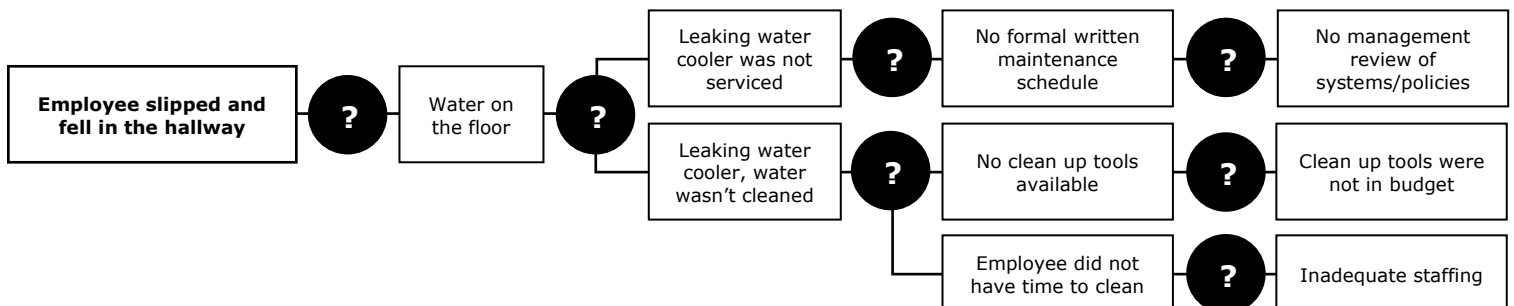 Employee slipped and
fell in the hallway
?
Water on
the floor
?
Leaking water
cooler was not
serviced
?
No formal written
maintenance
schedule
?
No management
review of
systems/policies
Leaking water
cooler, water
wasn't cleaned
?
No clean up tools
available
?
Clean up tools were
not in budget
Employee did not
have time to clean
?
Inadequate staffing